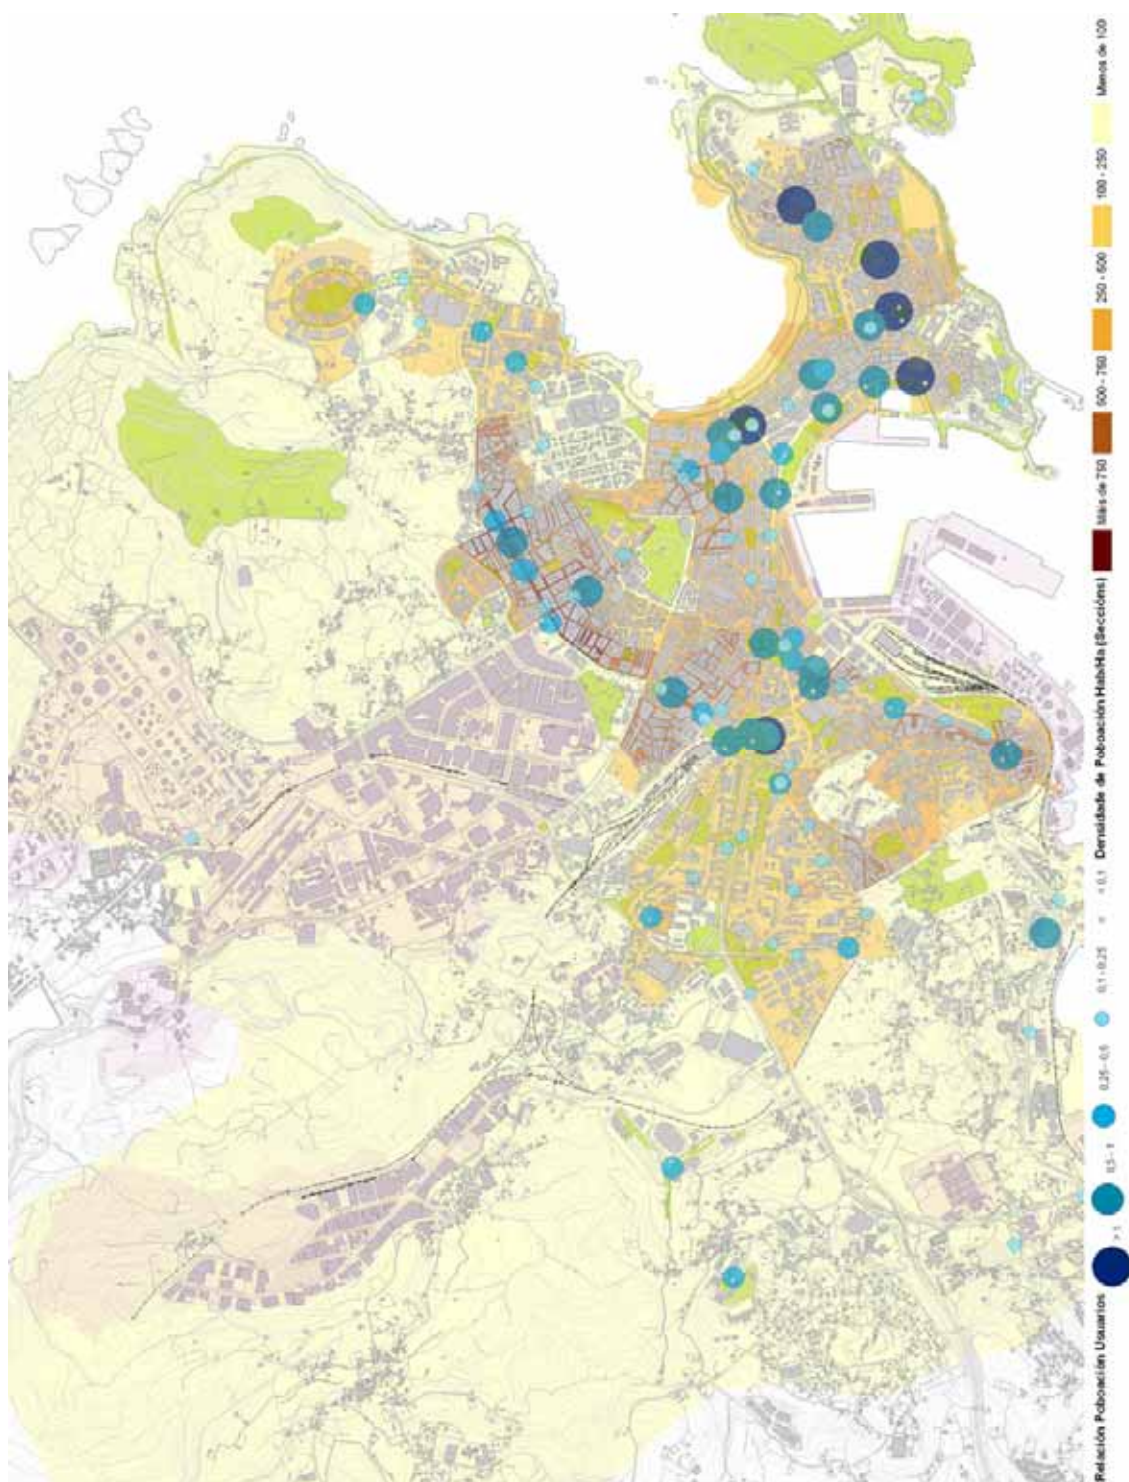 Relación Poboación Usuarios
> 1
0,5 - 1
0,25 - 0,5
0,1 - 0,25
< 0,1
Densidade de Poboación Hab/Ha (Seccións)
Máis de 750
500 - 750
250 - 500
100 - 250
Menos de 100